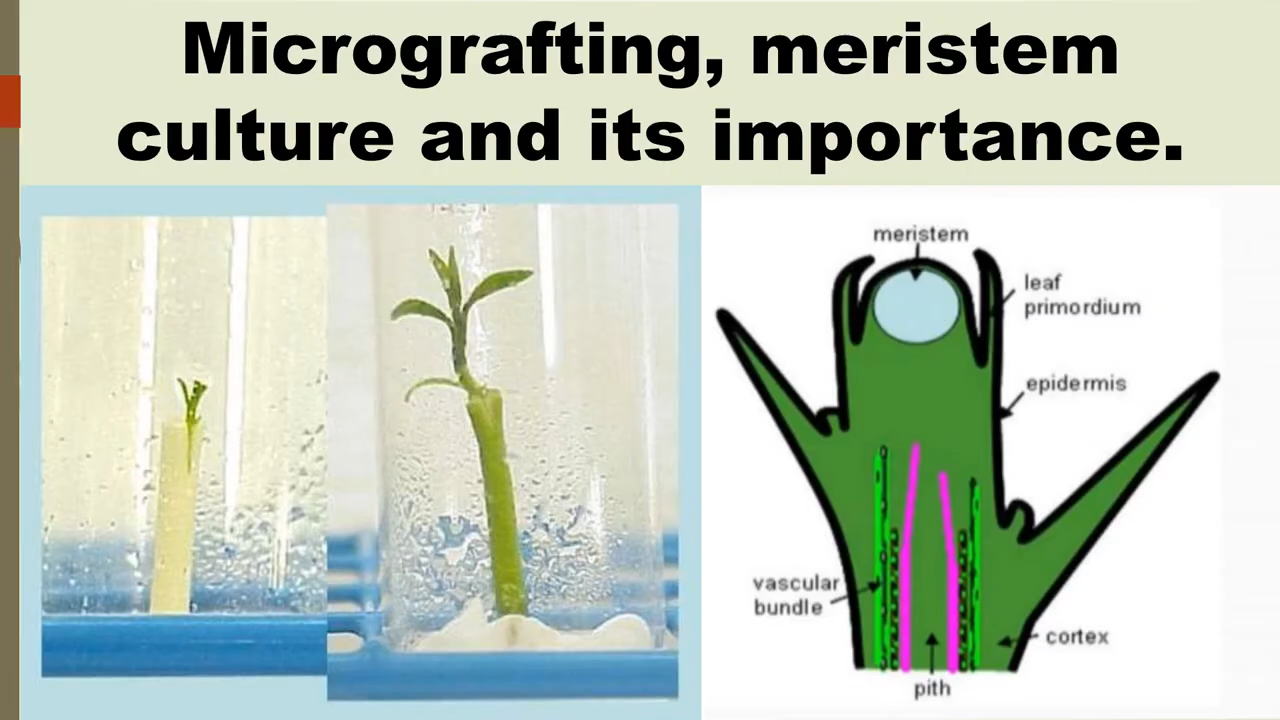 Micrografting, meristem
culture and its importance.
meristem
leaf
primordium
epidermis
vascular
bundle
cortex
pith